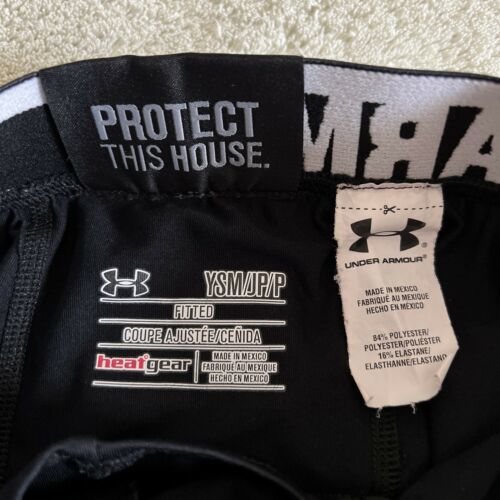 PROTECT
THIS HOUSE.
YSM/JP/P
FITTED
COUPE AJUSTÉE/CEÑIDA
heatgear
MADE IN MEXICO
FABRIQUÉ AU MEXIQUE
HECHO EN MEXICO
UNDER ARMOUR®
MADE IN MEXICO
FABRIQUÉ AU MEXIQUE
HECHO EN MEXICO
84% POLYESTER/
POLYESTER/POLIÉSTER
16% ELASTANE/
ELASTHANNE/ELASTANO